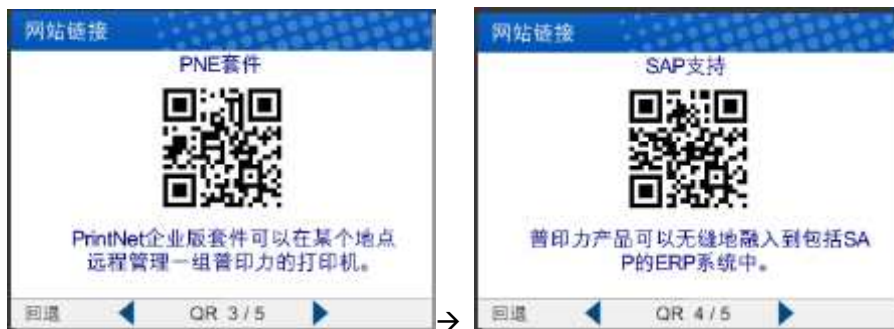 网站链接
PNE套件
PrintNet企业版套件可以在某个地点
远程管理一组普印力的打印机。
回退
QR 3 / 5
→
网站链接
SAP支持
普印力产品可以无缝地融入到包括SA
P的ERP系统中。
回退
QR 4 / 5